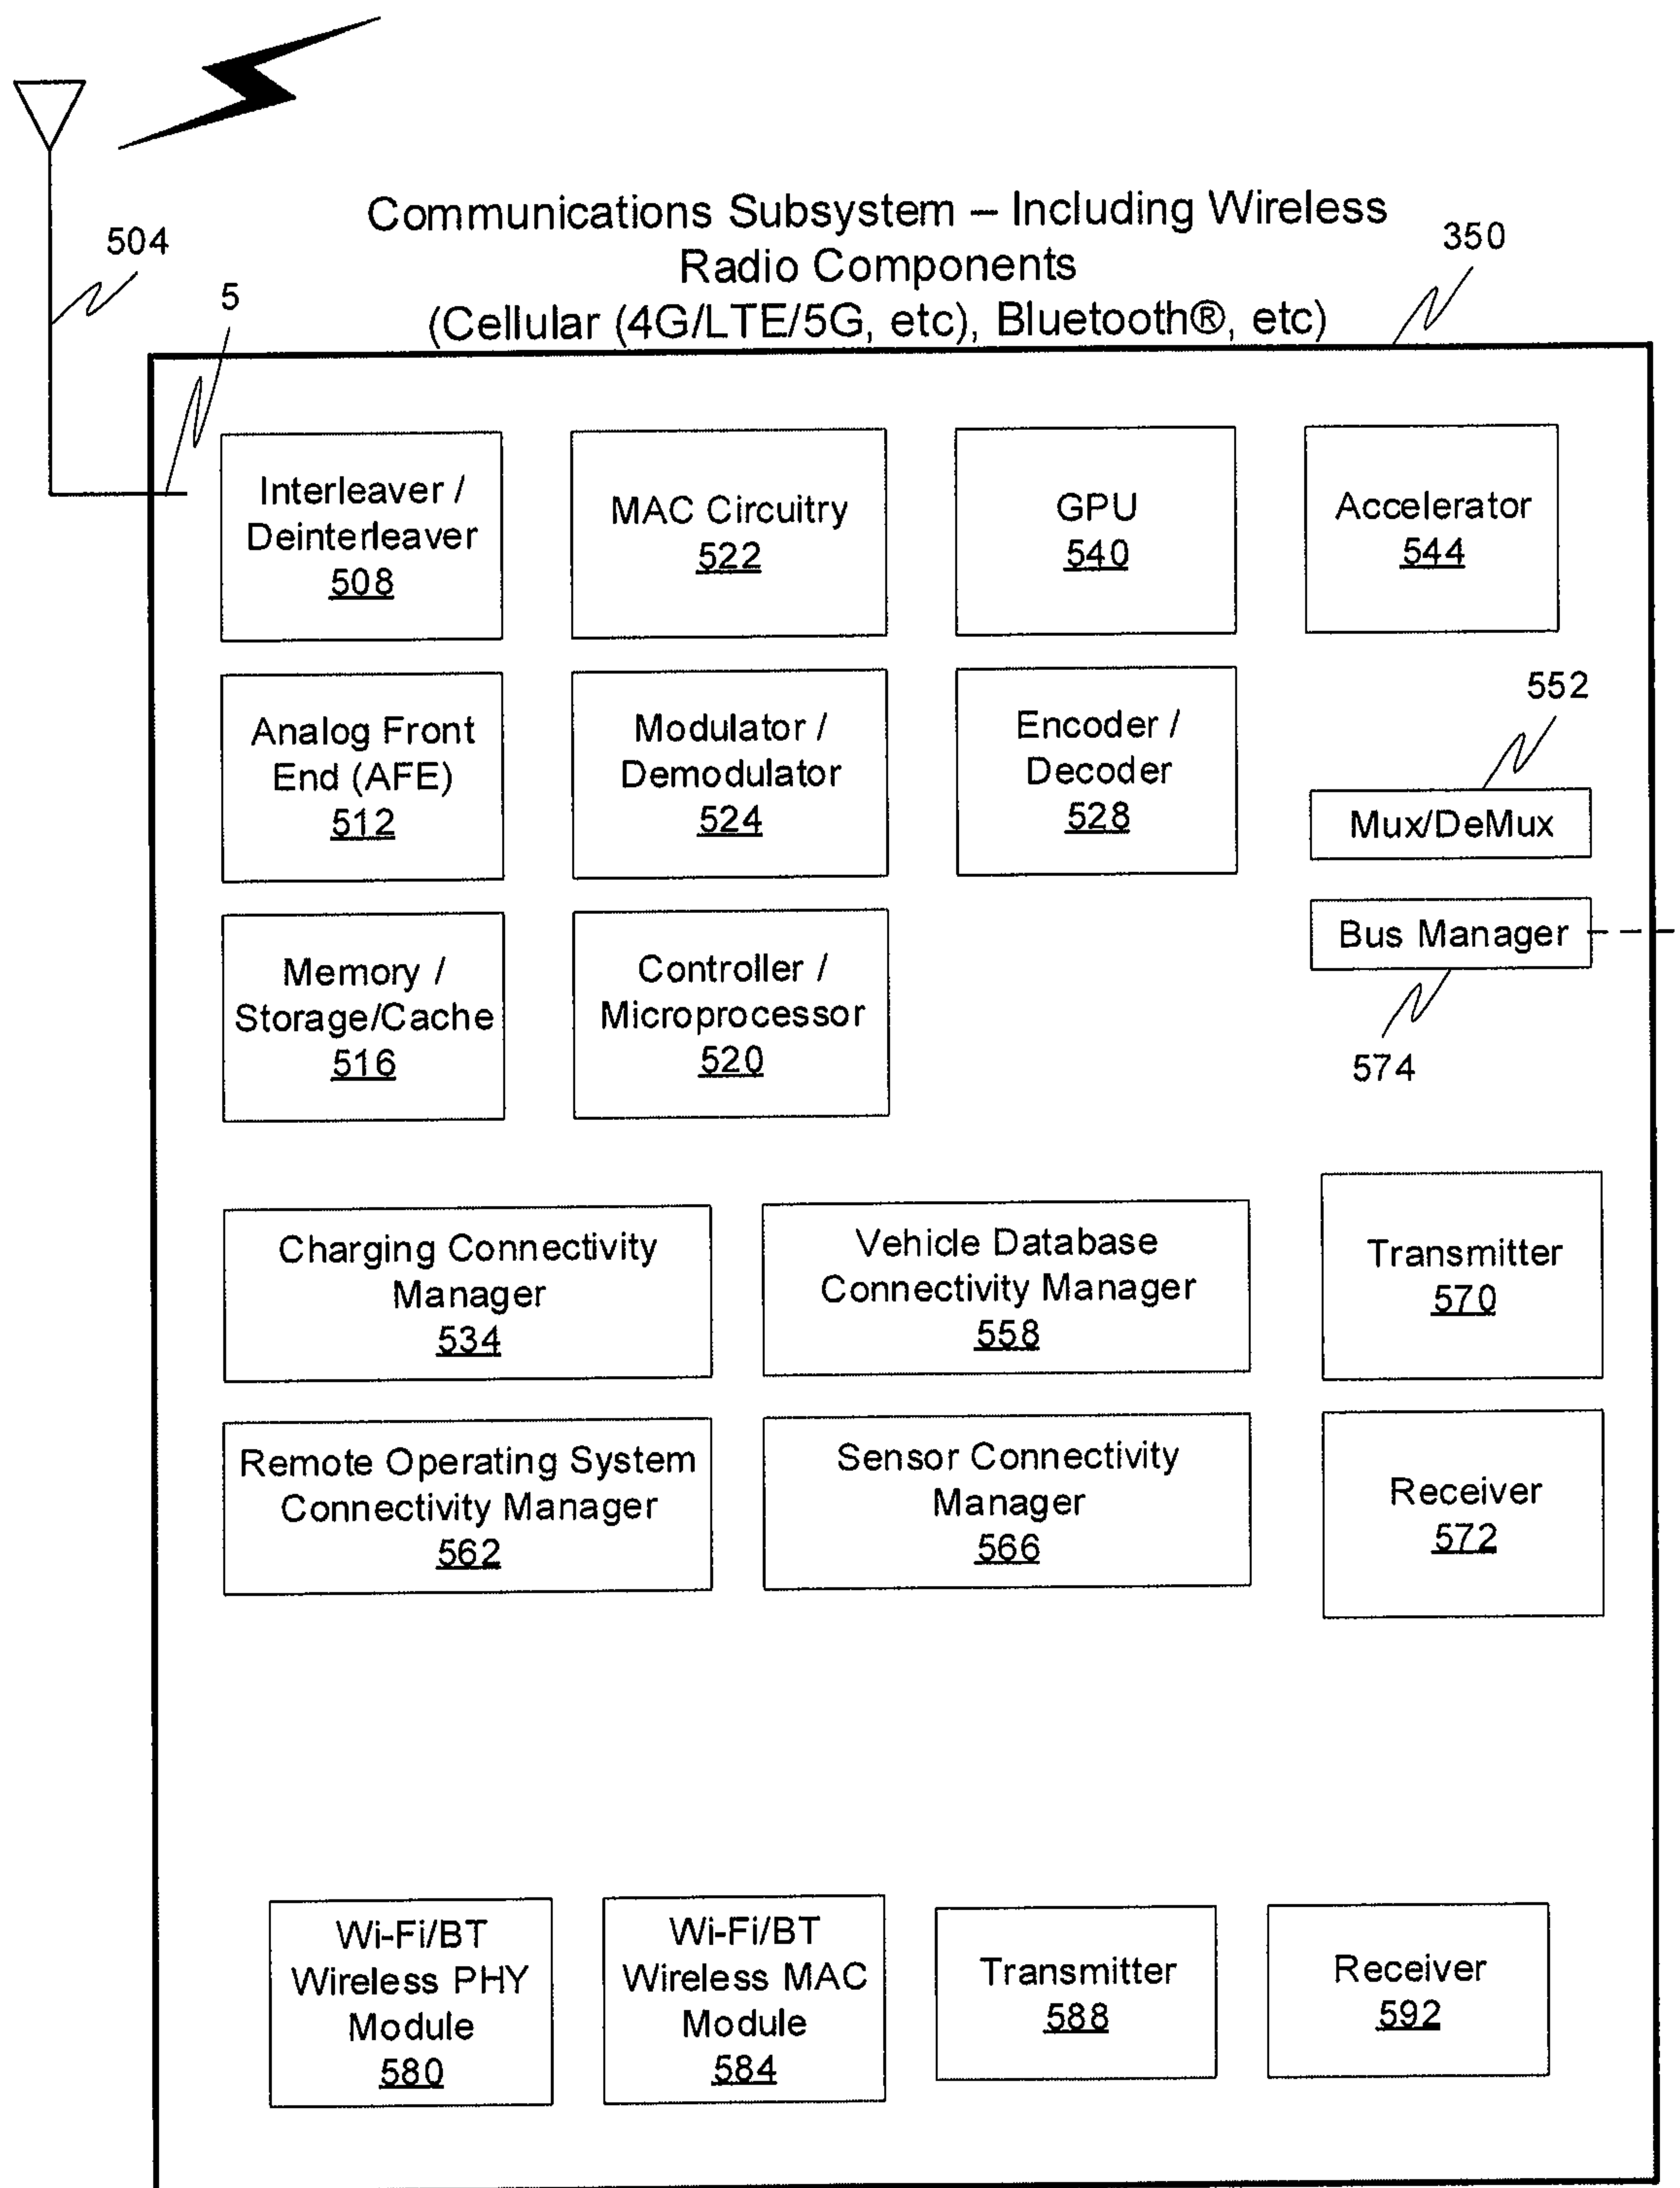 Communications Subsystem – Including Wireless
Radio Components
(Cellular (4G/LTE/5G, etc), Bluetooth®, etc)
504
5
350
Interleaver /
Deinterleaver
508
MAC Circuitry
522
GPU
540
Accelerator
544
Analog Front
End (AFE)
512
Modulator /
Demodulator
524
Encoder /
Decoder
528
552
Mux/DeMux
Bus Manager
574
Memory /
Storage/Cache
516
Controller /
Microprocessor
520
Charging Connectivity
Manager
534
Vehicle Database
Connectivity Manager
558
Transmitter
570
Remote Operating System
Connectivity Manager
562
Sensor Connectivity
Manager
566
Receiver
572
Wi-Fi/BT
Wireless PHY
Module
580
Wi-Fi/BT
Wireless MAC
Module
584
Transmitter
588
Receiver
592